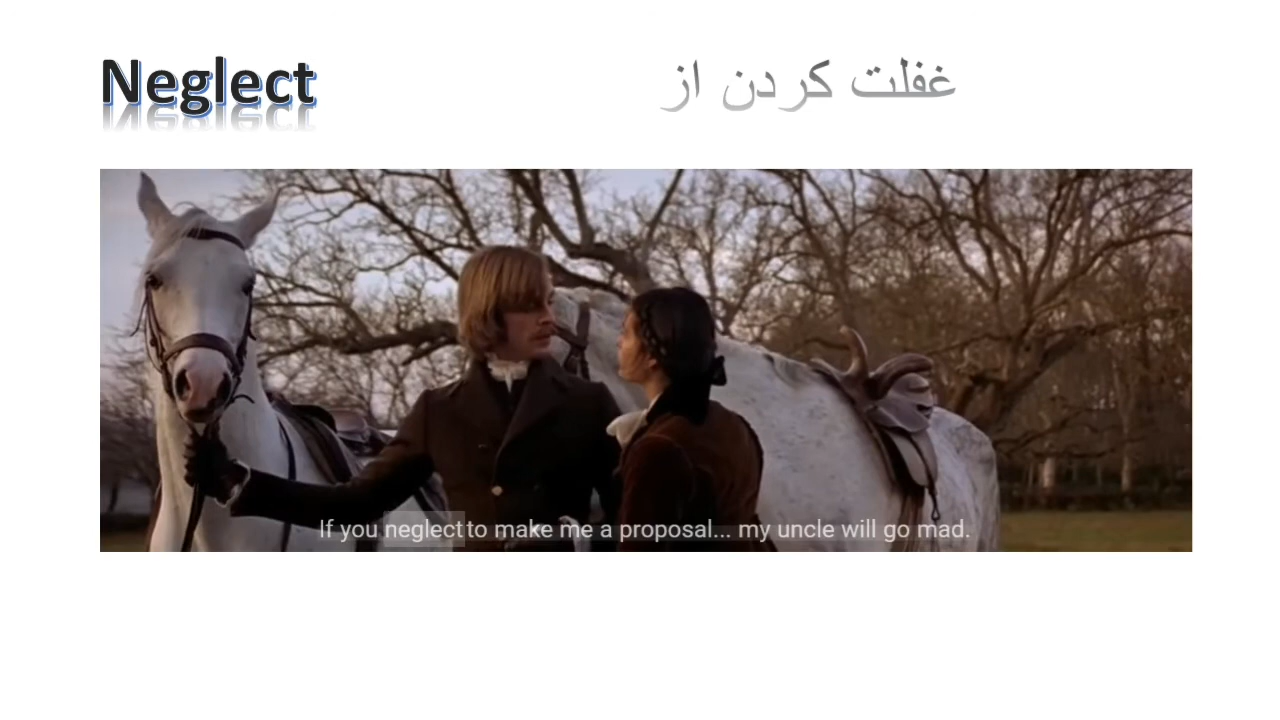 Neglect
غفلت کردن از
If you neglect to make me a proposal... my uncle will go mad.